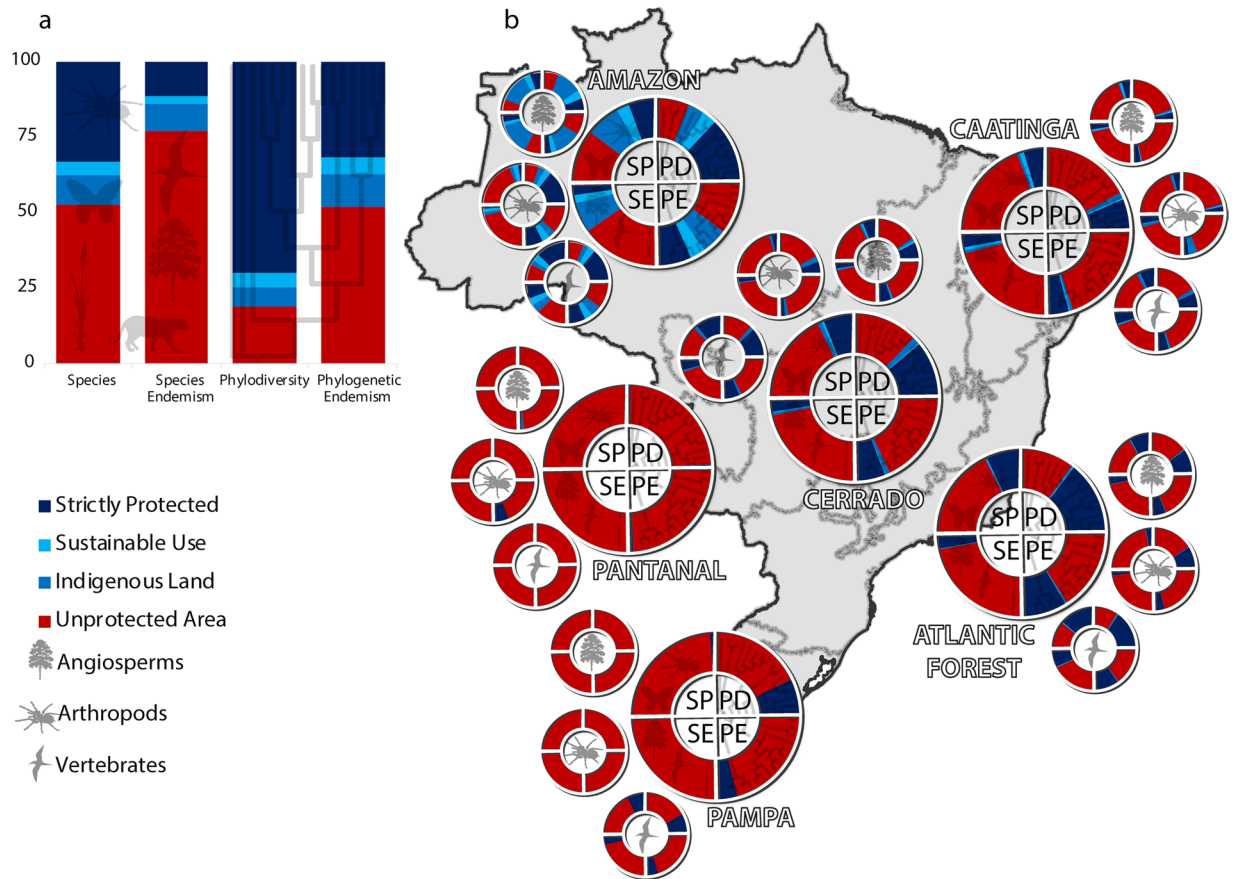 a
100
75
50
25
0
Species
Species
Endemism
Phylodiversity
Phylogenetic
Endemism
Strictly Protected
Sustainable Use
Indigenous Land
Unprotected Area
Angiosperms
Arthropods
Vertebrates
b
AMAZON
SP PD
SE PE
CAATINGA
SP PD
SE PE
SP PD
SE PE
CERRADO
SP PD
SE PE
PANTANAL
SP PD
SE PE
ATLANTIC
FOREST
SP PD
SE PE
PAMPA